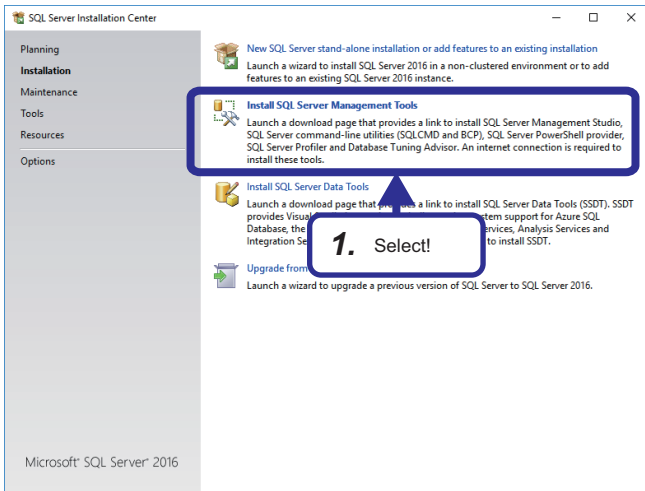 SQL Server Installation Center
Planning
Installation
Maintenance
Tools
Resources
Options
New SQL Server stand-alone installation or add features to an existing installation
Launch a wizard to install SQL Server 2016 in a non-clustered environment or to add
features to an existing SQL Server 2016 instance.
Install SQL Server Management Tools
Launch a download page that provides a link to install SQL Server Management Studio,
SQL Server command-line utilities (SQLCMD and BCP), SQL Server PowerShell provider,
SQL Server Profiler and Database Tuning Advisor. An internet connection is required to
install these tools.
Install SQL Server Data Tools
Launch a download page that a link to install SQL Server Data Tools (SSDT). SSDT
provides support for Azure SQL
Database, the Analysis Services and
Integration to install SSDT.
1. Select!
Upgrade from
Launch a wizard to upgrade a previous version of SQL Server to SQL Server 2016.
Microsoft® SQL Server® 2016